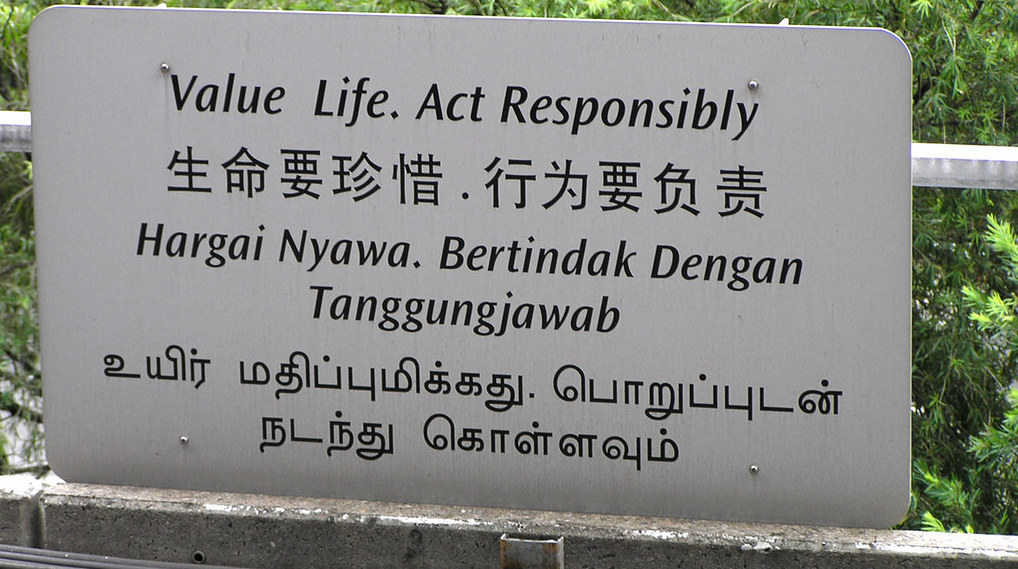 Value Life. Act Responsibly
生命要珍惜.行为要负责
Hargai Nyawa. Bertindak Dengan
Tanggungjawab
உயிர் மதிப்புமிக்கது. பொறுப்புடன்
நடந்து கொள்ளவும்